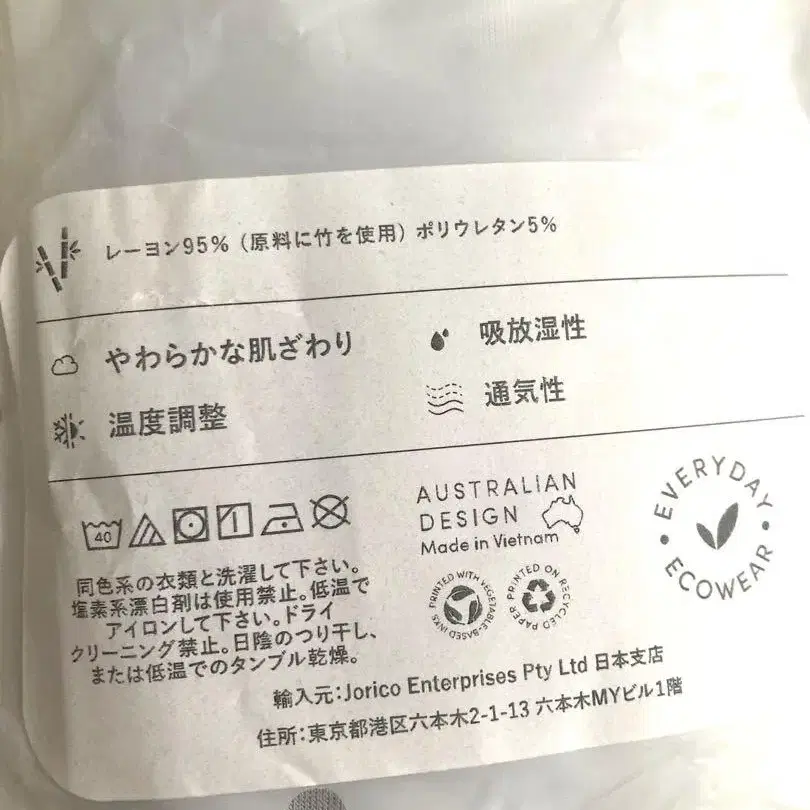 レーヨン95%（原料に竹を使用）ポリウレタン5%
やわらかな肌ざわり
吸放湿性
温度調整
通気性
40
同色系の衣類と洗濯して下さい。
塩素系漂白剤は使用禁止。低温で
アイロンして下さい。ドライ
クリーニング禁止。日陰のつり干し、
または低温でのタンブル乾燥。
AUSTRALIAN
DESIGN
Made in Vietnam
PRINTED WITH VEGETABLE-BASED INKS
PRINTED ON RECYCLED PAPER
EVERYDAY
ECOWEAR
輸入元:Jorico Enterprises Pty Ltd 日本支店
住所:東京都港区六本木2-1-13 六本木MYビル1階